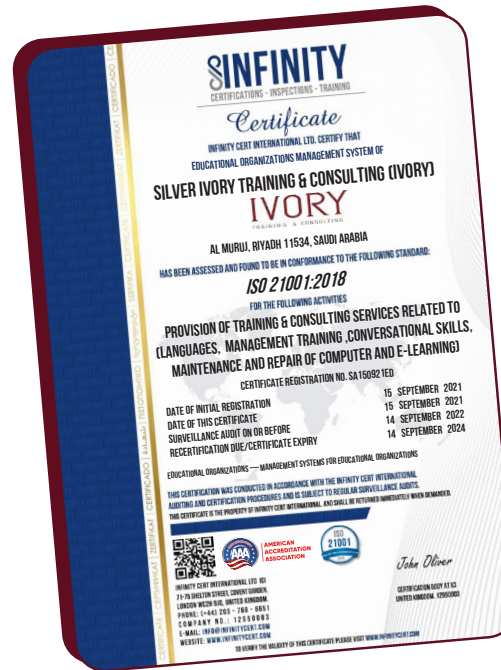 INFINITY
CERTIFICATIONS - INSPECTIONS - TRAINING
Certificate
INFINITY CERT INTERNATIONAL LTD. CERTIFY THAT
EDUCATIONAL ORGANIZATIONS MANAGEMENT SYSTEM OF
SILVER IVORY TRAINING & CONSULTING (IVORY)
IVORY
TRAINING & CONSULTING
AL MURUJ, RIYADH 11534, SAUDI ARABIA
HAS BEEN ASSESSED AND FOUND TO BE IN CONFORMANCE TO THE FOLLOWING STANDARD:
ISO 21001:2018
FOR THE FOLLOWING ACTIVITIES
PROVISION OF TRAINING & CONSULTING SERVICES RELATED TO
(LANGUAGES, MANAGEMENT TRAINING ,CONVERSATIONAL SKILLS,
MAINTENANCE AND REPAIR OF COMPUTER AND E-LEARNING)
CERTIFICATE REGISTRATION NO. SA150921ED
DATE OF INITIAL REGISTRATION 15 SEPTEMBER 2021
DATE OF THIS CERTIFICATE 15 SEPTEMBER 2021
SURVEILLANCE AUDIT ON OR BEFORE 14 SEPTEMBER 2022
RECERTIFICATION DUE/CERTIFICATE EXPIRY 14 SEPTEMBER 2024
EDUCATIONAL ORGANIZATIONS — MANAGEMENT SYSTEMS FOR EDUCATIONAL ORGANIZATIONS
THIS CERTIFICATION WAS CONDUCTED IN ACCORDANCE WITH THE INFINITY CERT INTERNATIONAL
AUDITING AND CERTIFICATION PROCEDURES AND IS SUBJECT TO REGULAR SURVEILLANCE AUDITS.
THIS CERTIFICATE IS THE PROPERTY OF INFINITY CERT INTERNATIONAL, AND SHALL BE RETURNED IMMEDIATELY WHEN DEMANDED.
AAA
AMERICAN
ACCREDITATION
ASSOCIATION
ISO
21001
John Oliver
INFINITY CERT INTERNATIONAL LTD ICI
71-75 SHELTON STREET, COVENT GARDEN,
LONDON WC2H 9JQ, UNITED KINGDOM.
PHONE: (+44) 203 - 769 - 6651
COMPANY NO.: 12950003
E-MAIL: INFO@INFINITYCERT.COM
WEBSITE: WWW.INFINITYCERT.COM
CERTIFICATION BODY AT ICI
UNITED KINGDOM. 12950003
TO VERIFY THE VALIDITY OF THIS CERTIFICATE PLEASE VISIT WWW.INFINITYCERT.COM